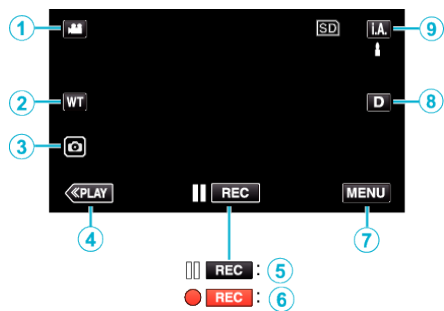 1 SD i.A. 9
2 WT D 8
3
≪PLAY REC MENU
4 7
REC : 5
REC : 6